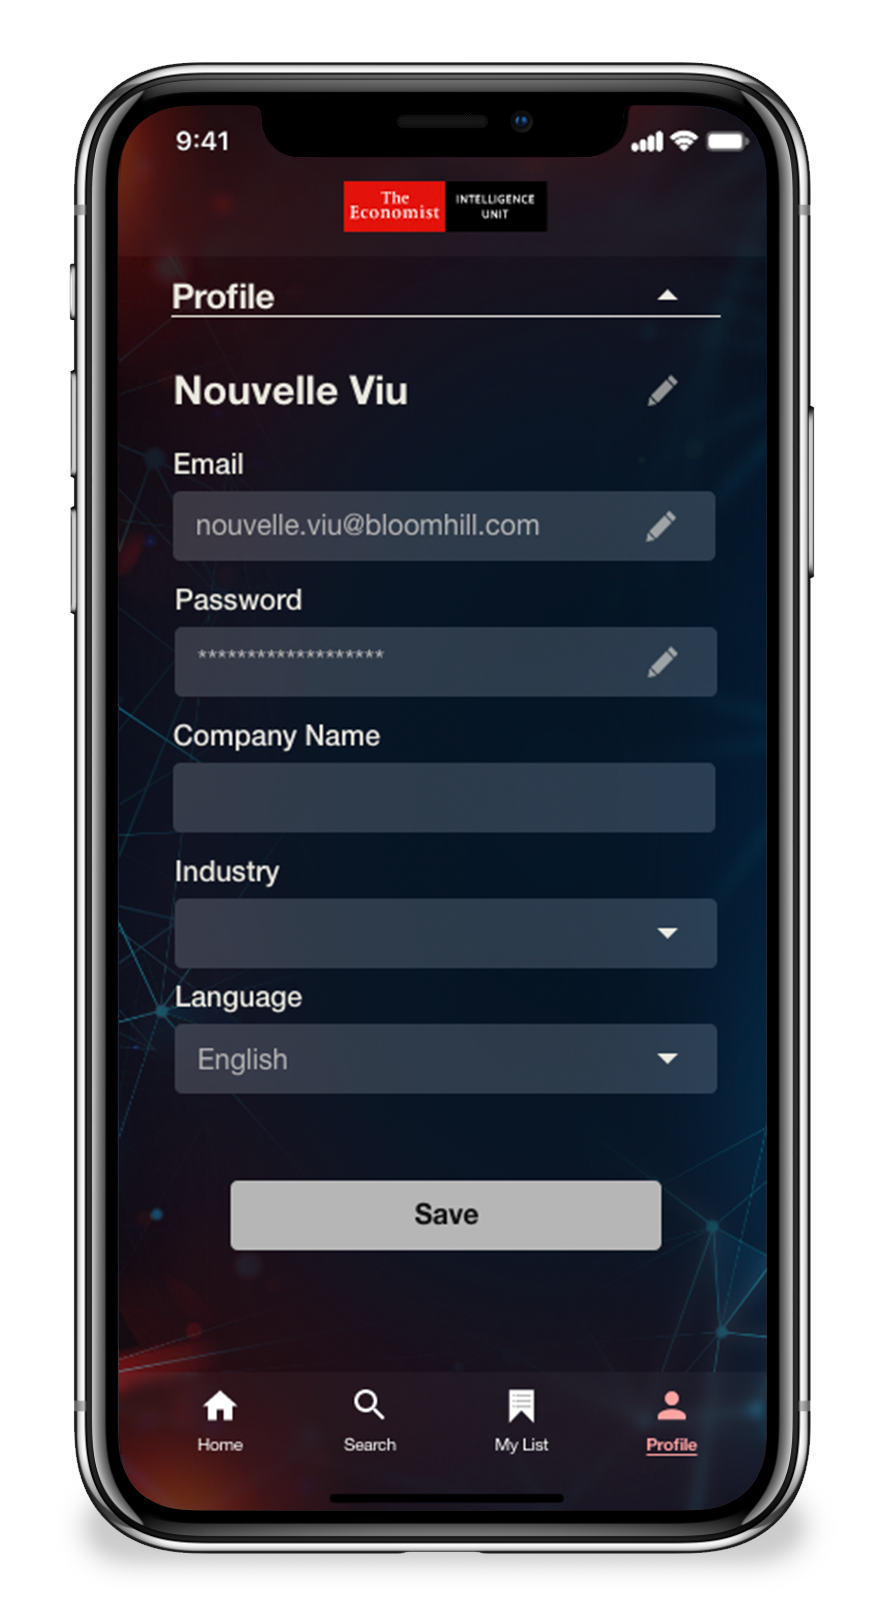 9:41
The
Economist
INTELLIGENCE
UNIT
Profile
Nouvelle Viu
Email
nouvelle.viu@bloomhill.com
Password
*******************
Company Name
Industry
Language
English
Save
Home Search My List Profile